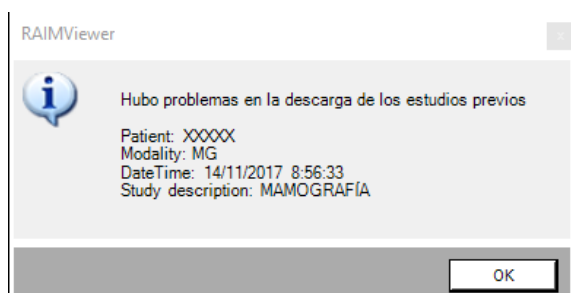 RAIMViewer
x
Hubo problemas en la descarga de los estudios previos
Patient: XXXXX
Modality: MG
DateTime: 14/11/2017 8:56:33
Study description: MAMOGRAFÍA
OK